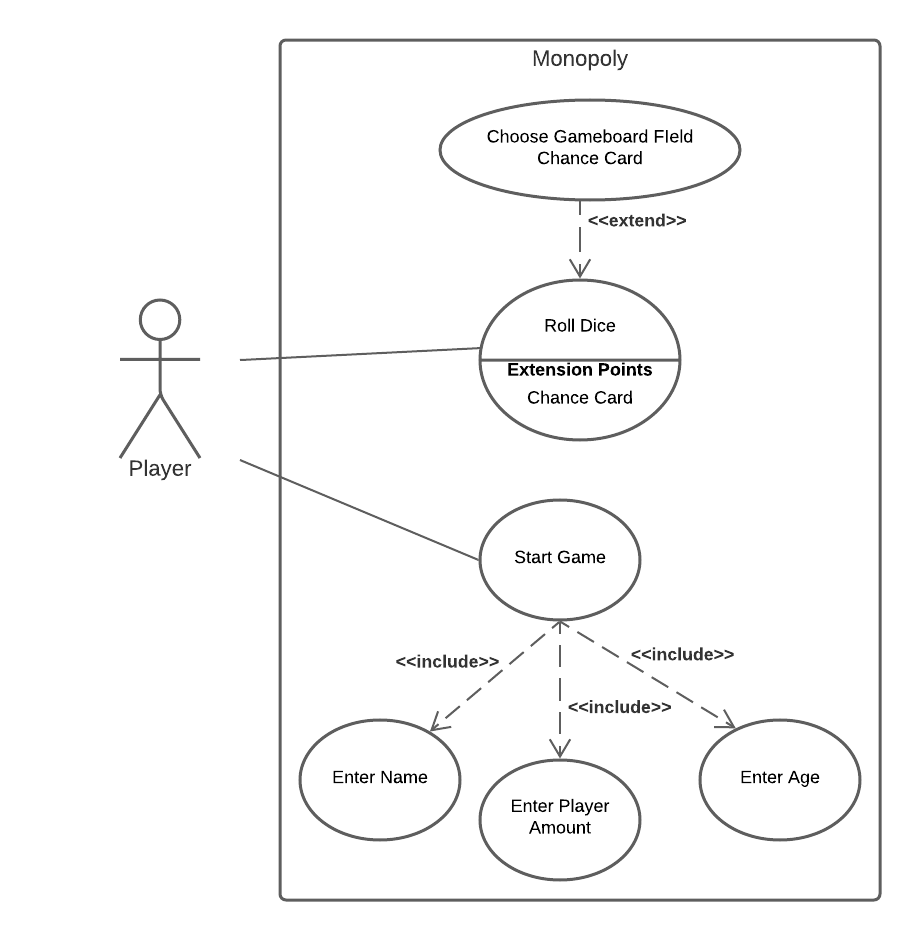 Monopoly
Choose Gameboard FIeld
Chance Card
<<extend>>
Roll Dice
Extension Points
Chance Card
Player
Start Game
<<include>>
<<include>>
<<include>>
Enter Name
Enter Player
Amount
Enter Age